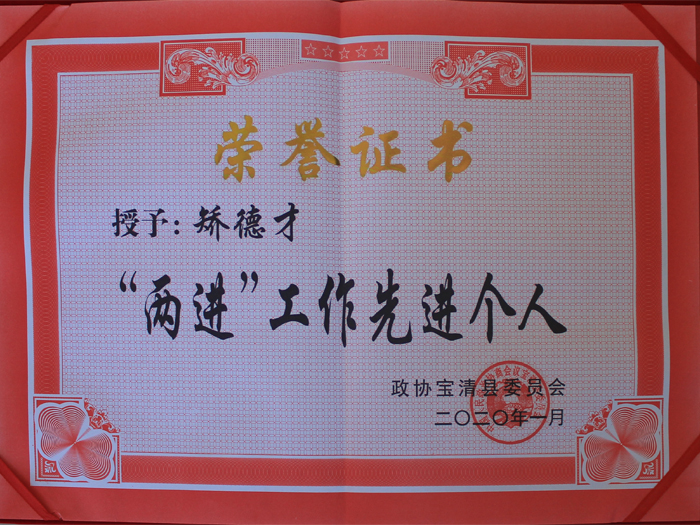 荣誉证书
授予：矫德才
“两进”工作先进个人
政协宝清县委员会
二〇二〇年一月